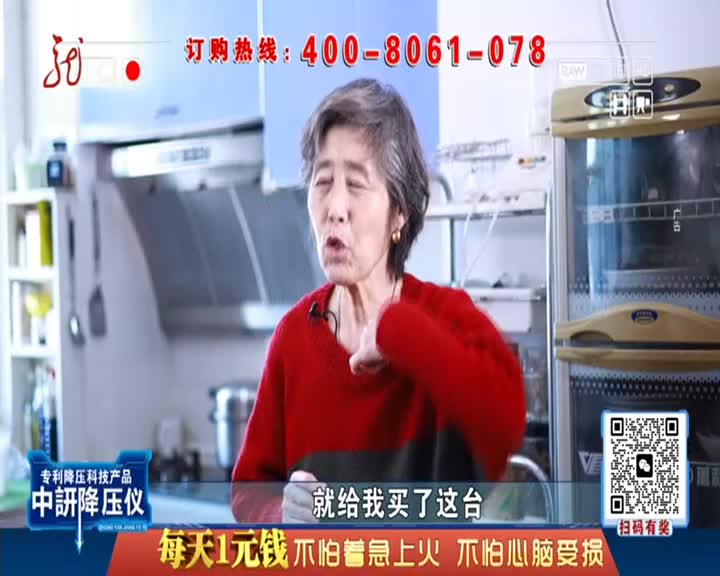 订购热线：400-8061-078
RAW
广告
专利降压科技产品
中訮降压仪
就给我买了这台
扫码有奖
每天1元钱 不怕着急上火 不怕心脑受损